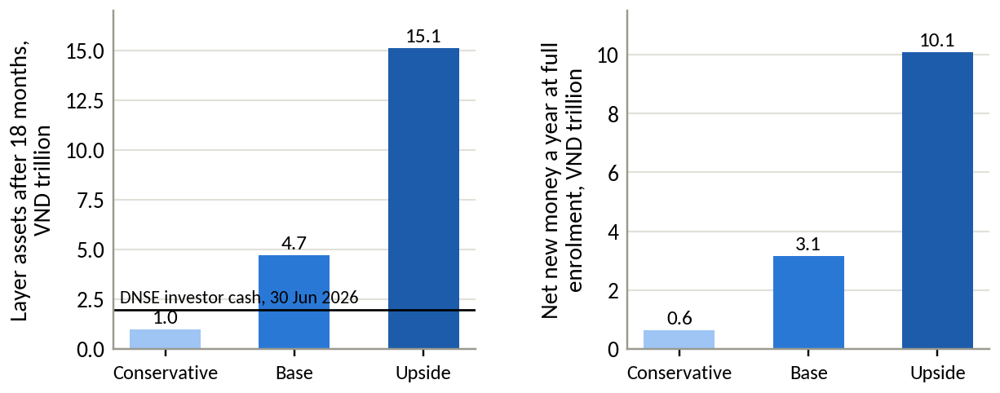 Layer assets after 18 months,
VND trillion
15.0
12.5
10.0
7.5
5.0
2.5
0.0
15.1
4.7
DNSE investor cash, 30 Jun 2026
1.0
Conservative
Base
Upside
Net new money a year at full
enrolment, VND trillion
10
8
6
4
2
0
10.1
3.1
0.6
Conservative
Base
Upside